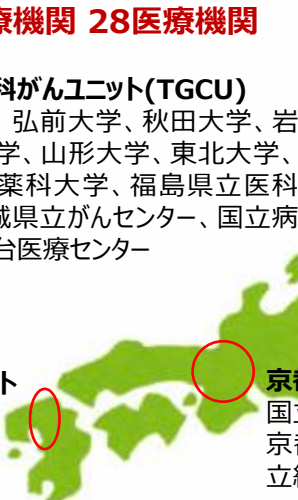 療機関 28医療機関
科がんユニット(TGCU)
弘前大学、秋田大学、岩
学、山形大学、東北大学、
薬科大学、福島県立医科
城県立がんセンター、国立病
台医療センター
ト
京都
国立
京都
立総